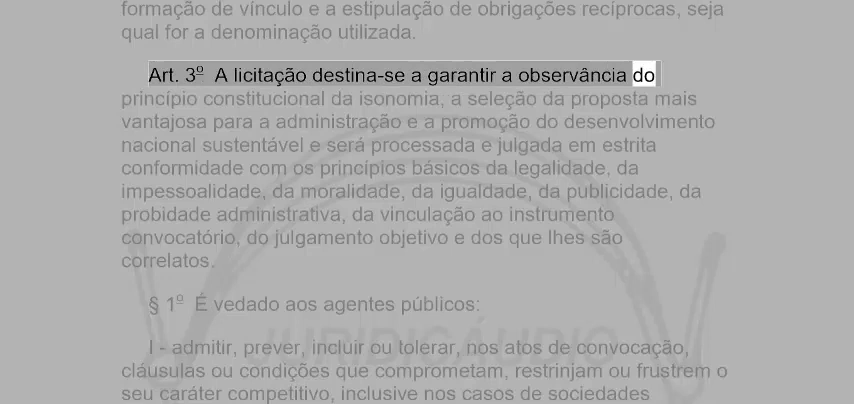 formação de vínculo e a estipulação de obrigações recíprocas, seja
qual for a denominação utilizada.
Art. 3º A licitação destina-se a garantir a observância do
princípio constitucional da isonomia, a seleção da proposta mais
vantajosa para a administração e a promoção do desenvolvimento
nacional sustentável e será processada e julgada em estrita
conformidade com os princípios básicos da legalidade, da
impessoalidade, da moralidade, da igualdade, da publicidade, da
probidade administrativa, da vinculação ao instrumento
convocatório, do julgamento objetivo e dos que lhes são
correlatos.
§ 1º É vedado aos agentes públicos:
JURIDICÁUDIO
I - admitir, prever, incluir ou tolerar, nos atos de convocação,
cláusulas ou condições que comprometam, restrinjam ou frustrem o
seu caráter competitivo, inclusive nos casos de sociedades